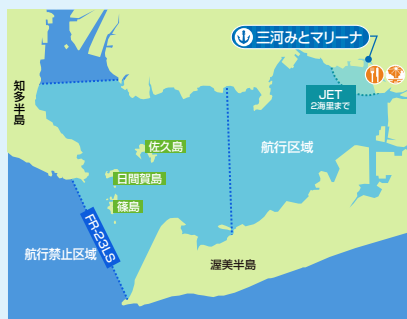 三河みとマリーナ
知多半島
JET
2海里まで
佐久島
航行区域
日間賀島
篠島
FR-23LS
航行禁止区域
渥美半島